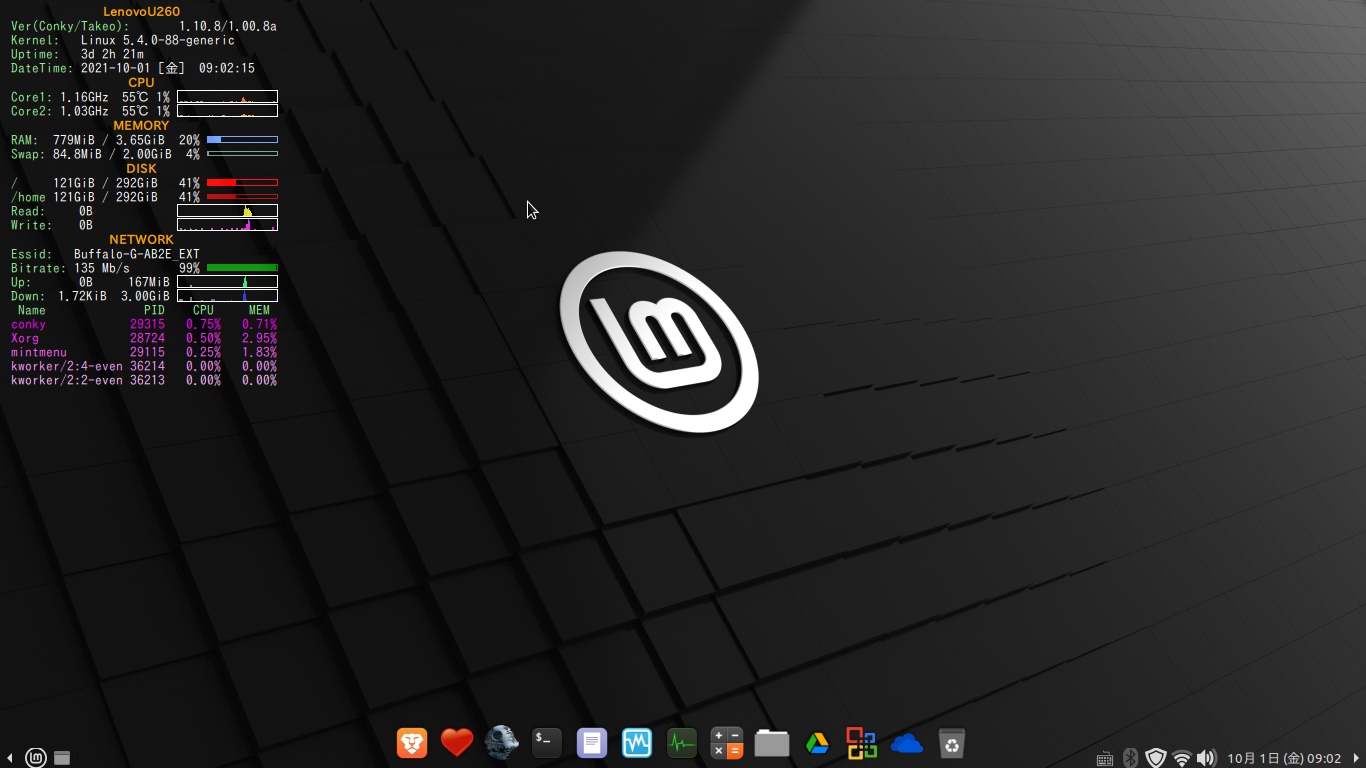 LenovoU260
Ver(Conky/Takeo): 1.10.8/1.00.8a
Kernel: Linux 5.4.0-88-generic
Uptime: 3d 2h 21m
DateTime: 2021-10-01 [金] 09:02:15
CPU
Core1: 1.16GHz 55℃ 1%
Core2: 1.03GHz 55℃ 1%
MEMORY
RAM: 779MiB / 3.65GiB 20%
Swap: 84.8MiB / 2.00GiB 4%
DISK
/ 121GiB / 292GiB 41%
/home 121GiB / 292GiB 41%
Read: 0B
Write: 0B
NETWORK
Essid: Buffalo-G-AB2E_EXT
Bitrate: 135 Mb/s 99%
Up: 0B 167MiB
Down: 1.72KiB 3.00GiB
Name PID CPU MEM
conky 29315 0.75% 0.71%
Xorg 28724 0.50% 2.95%
mintmenu 29115 0.25% 1.83%
kworker/2:4-even 36214 0.00% 0.00%
kworker/2:2-even 36213 0.00% 0.00%
$_
10月 1日 (金) 09:02